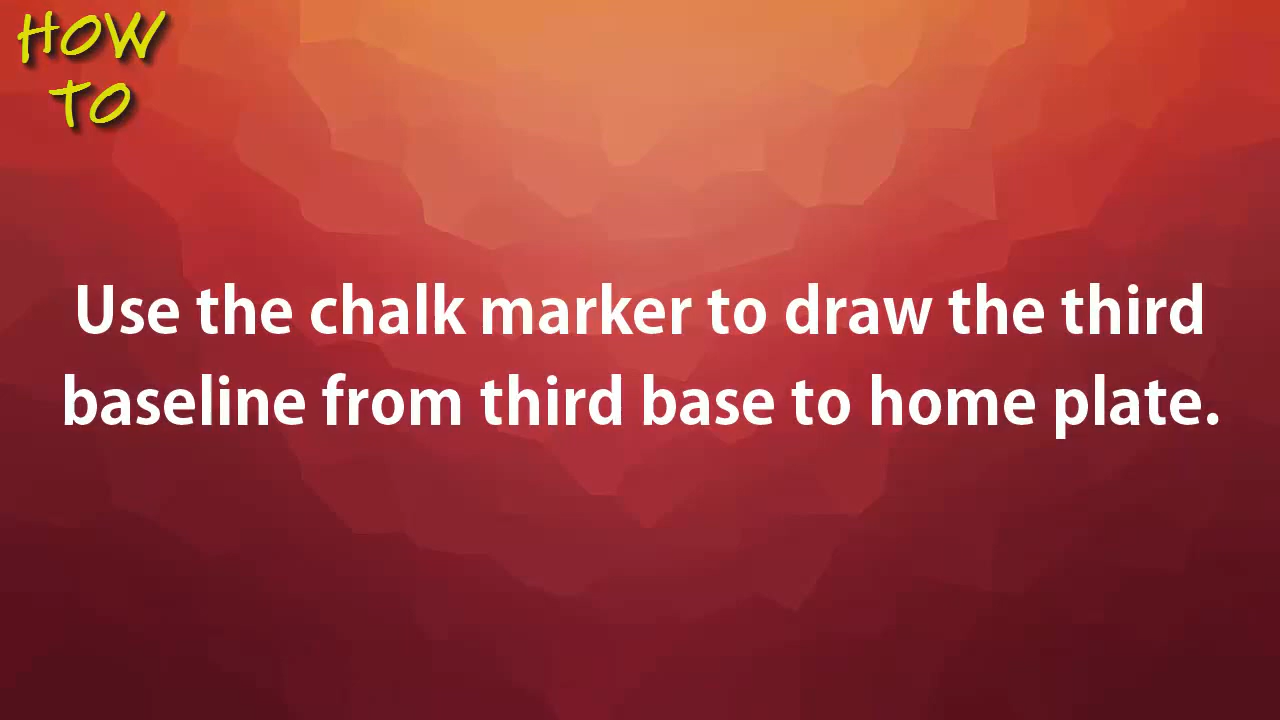 HOW
TO
Use the chalk marker to draw the third
baseline from third base to home plate.